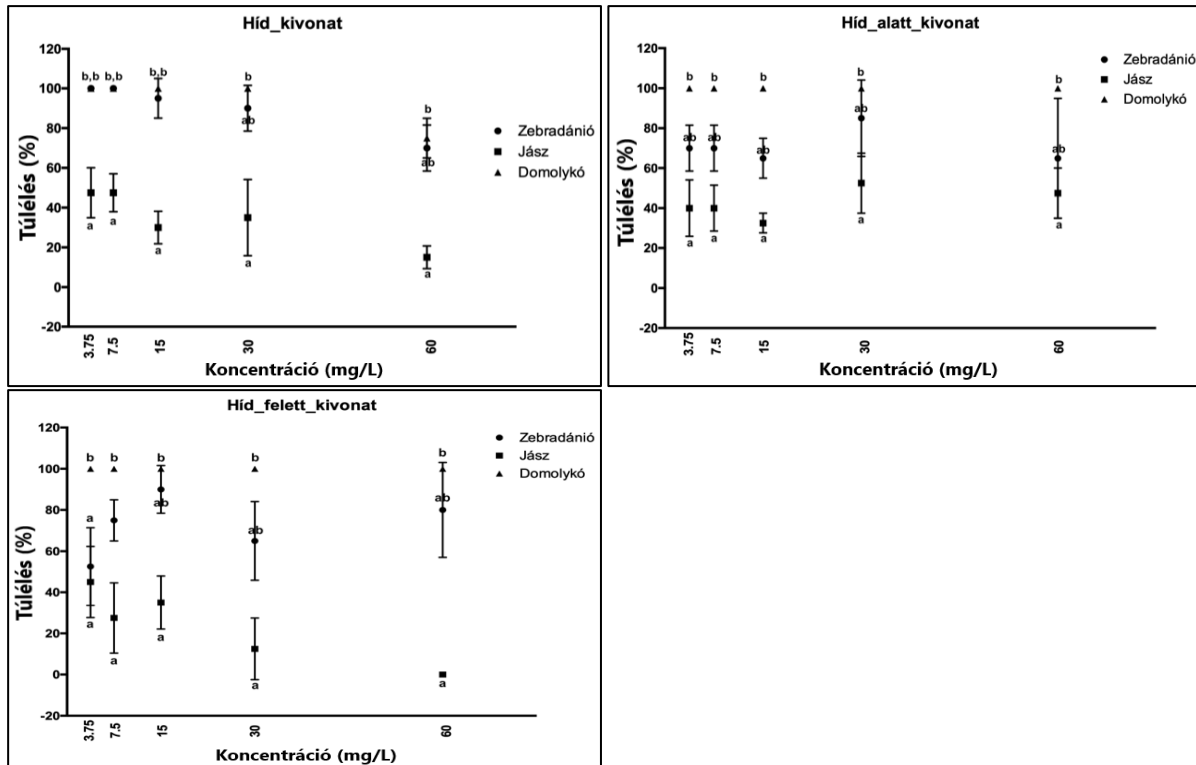 Híd_kivonat
120
100
80
60
40
20
0
-20
Túlélés (%)
b,b b,b b,b b b
ab ab
a a a a a
3.75 7.5 15 30 60
Koncentráció (mg/L)
Zebradánió
Jász
Domolykó
Híd_alatt_kivonat
120
100
80
60
40
20
0
-20
Túlélés (%)
b b b b b
ab ab ab ab ab
a a a a a
3.75 7.5 15 30 60
Koncentráció (mg/L)
Zebradánió
Jász
Domolykó
Híd_felett_kivonat
120
100
80
60
40
20
0
-20
Túlélés (%)
b b b b b
a ab ab ab
a a a a a
3.75 7.5 15 30 60
Koncentráció (mg/L)
Zebradánió
Jász
Domolykó